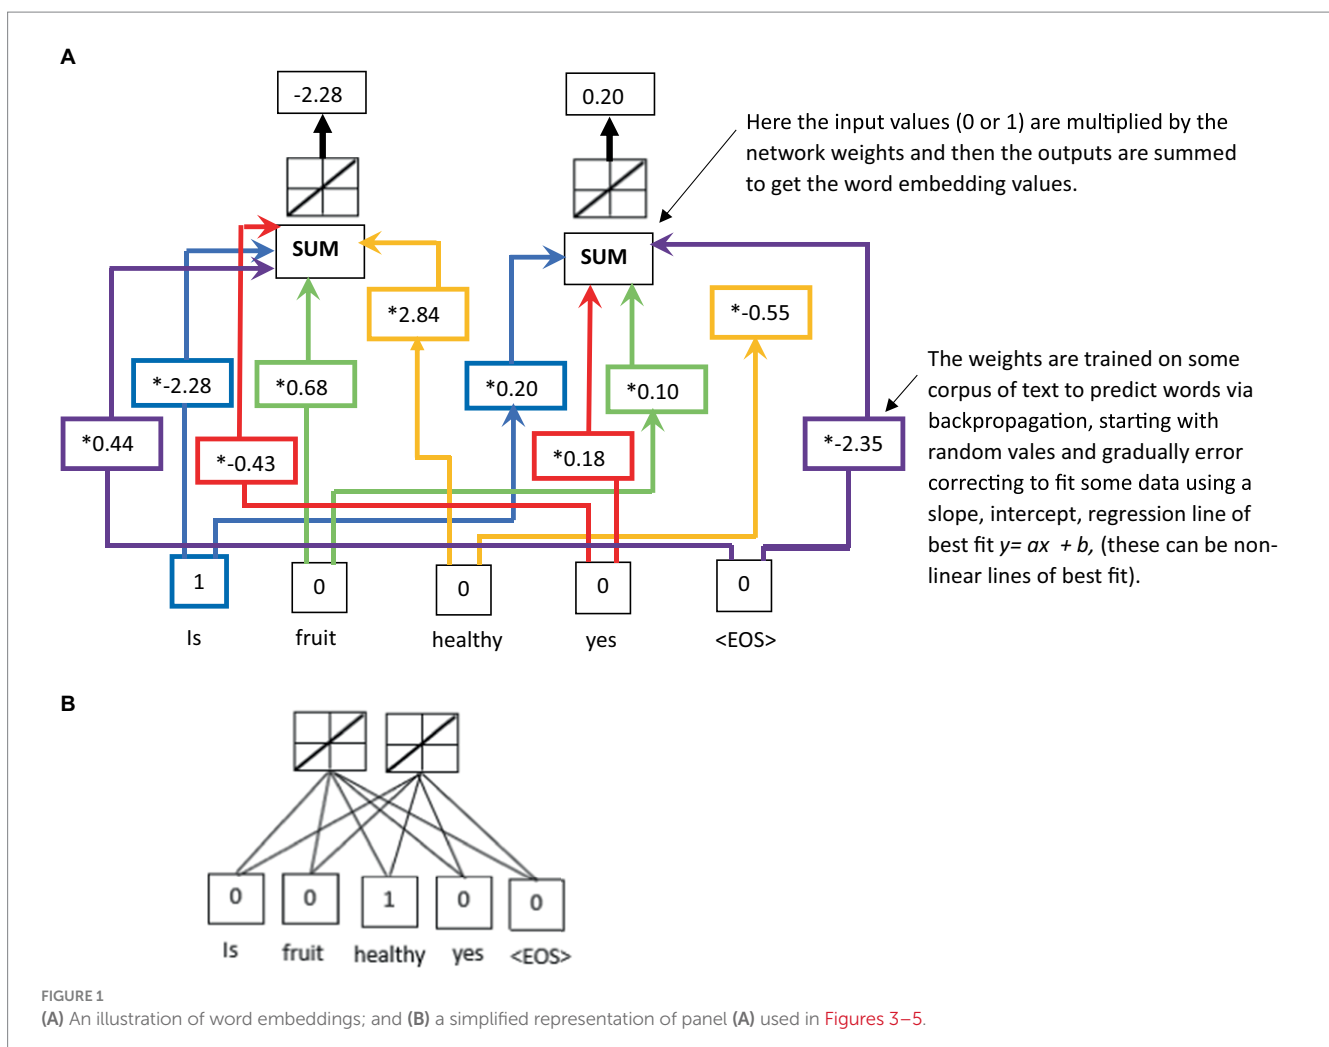 A
-2.28
0.20
Here the input values (0 or 1) are multiplied by the
network weights and then the outputs are summed
to get the word embedding values.
SUM
SUM
*2.84
*-0.55
*-2.28
*0.68
*0.20
*0.10
The weights are trained on some
corpus of text to predict words via
backpropagation, starting with
random vales and gradually error
correcting to fit some data using a
slope, intercept, regression line of
best fit y= ax + b, (these can be non-
linear lines of best fit).
*0.44
*-0.43
*0.18
*-2.35
1
0
0
0
0
Is
fruit
healthy
yes
<EOS>
B
0
0
1
0
0
Is
fruit
healthy
yes
<EOS>
FIGURE 1
(A) An illustration of word embeddings; and (B) a simplified representation of panel (A) used in Figures 3–5.